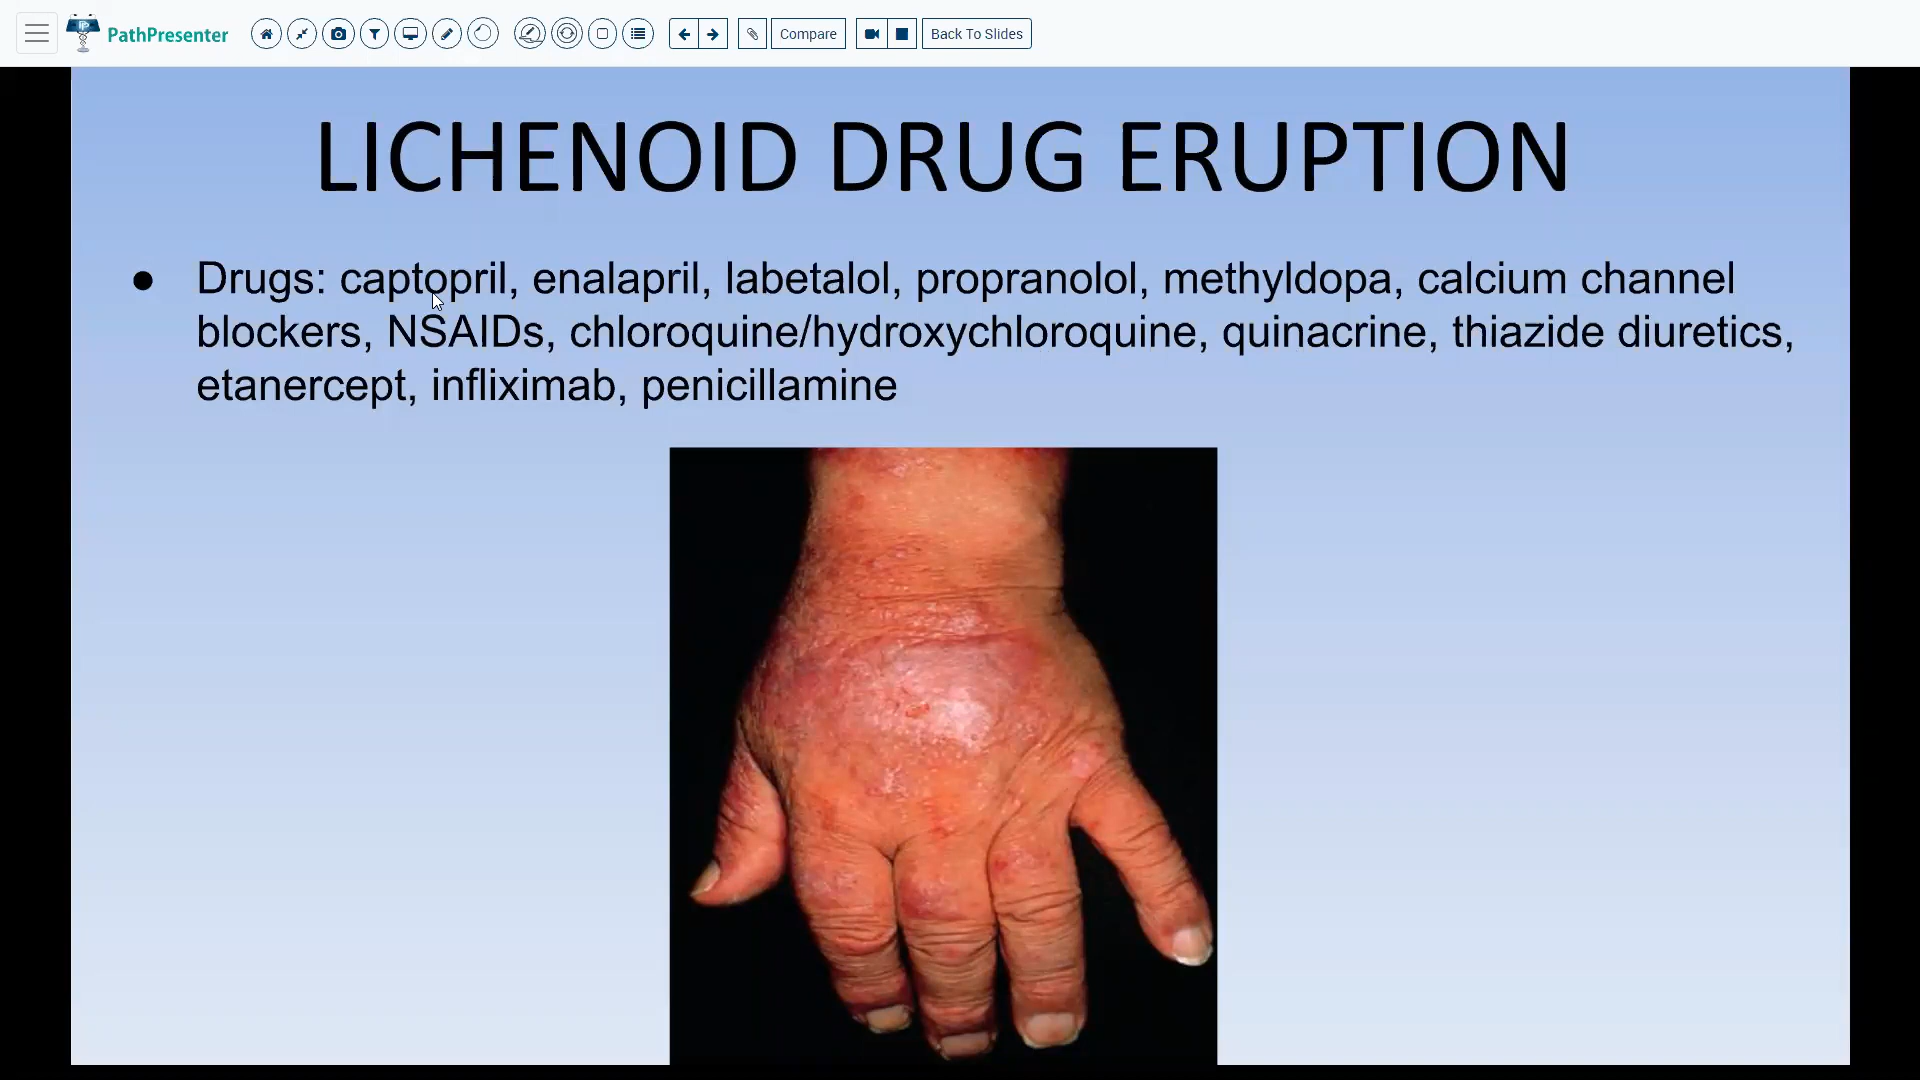 PathPresenter
Compare
Back To Slides
LICHENOID DRUG ERUPTION
● Drugs: captopril, enalapril, labetalol, propranolol, methyldopa, calcium channel
blockers, NSAIDs, chloroquine/hydroxychloroquine, quinacrine, thiazide diuretics,
etanercept, infliximab, penicillamine